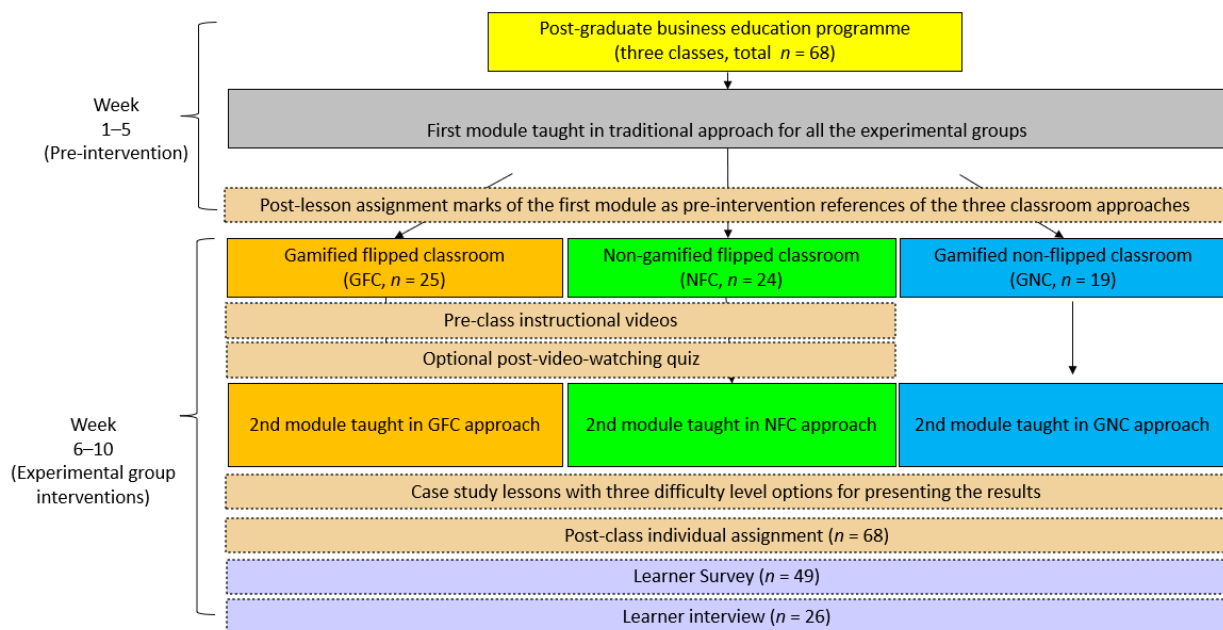 Post-graduate business education programme
(three classes, total n = 68)
Week
1–5
(Pre-intervention)
First module taught in traditional approach for all the experimental groups
Post-lesson assignment marks of the first module as pre-intervention references of the three classroom approaches
Gamified flipped classroom
(GFC, n = 25)
Non-gamified flipped classroom
(NFC, n = 24)
Gamified non-flipped classroom
(GNC, n = 19)
Pre-class instructional videos
Optional post-video-watching quiz
Week
6–10
(Experimental group
interventions)
2nd module taught in GFC approach
2nd module taught in NFC approach
2nd module taught in GNC approach
Case study lessons with three difficulty level options for presenting the results
Post-class individual assignment (n = 68)
Learner Survey (n = 49)
Learner interview (n = 26)